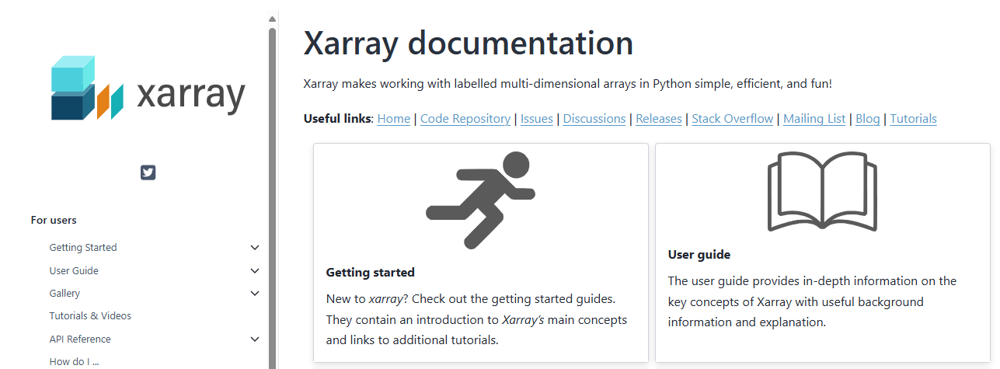 xarray
For users
Getting Started
User Guide
Gallery
Tutorials & Videos
API Reference
How do I ...
Xarray documentation
Xarray makes working with labelled multi-dimensional arrays in Python simple, efficient, and fun!
Useful links: Home | Code Repository | Issues | Discussions | Releases | Stack Overflow | Mailing List | Blog | Tutorials
Getting started
New to xarray? Check out the getting started guides.
They contain an introduction to Xarray’s main concepts
and links to additional tutorials.
User guide
The user guide provides in-depth information on the
key concepts of Xarray with useful background
information and explanation.